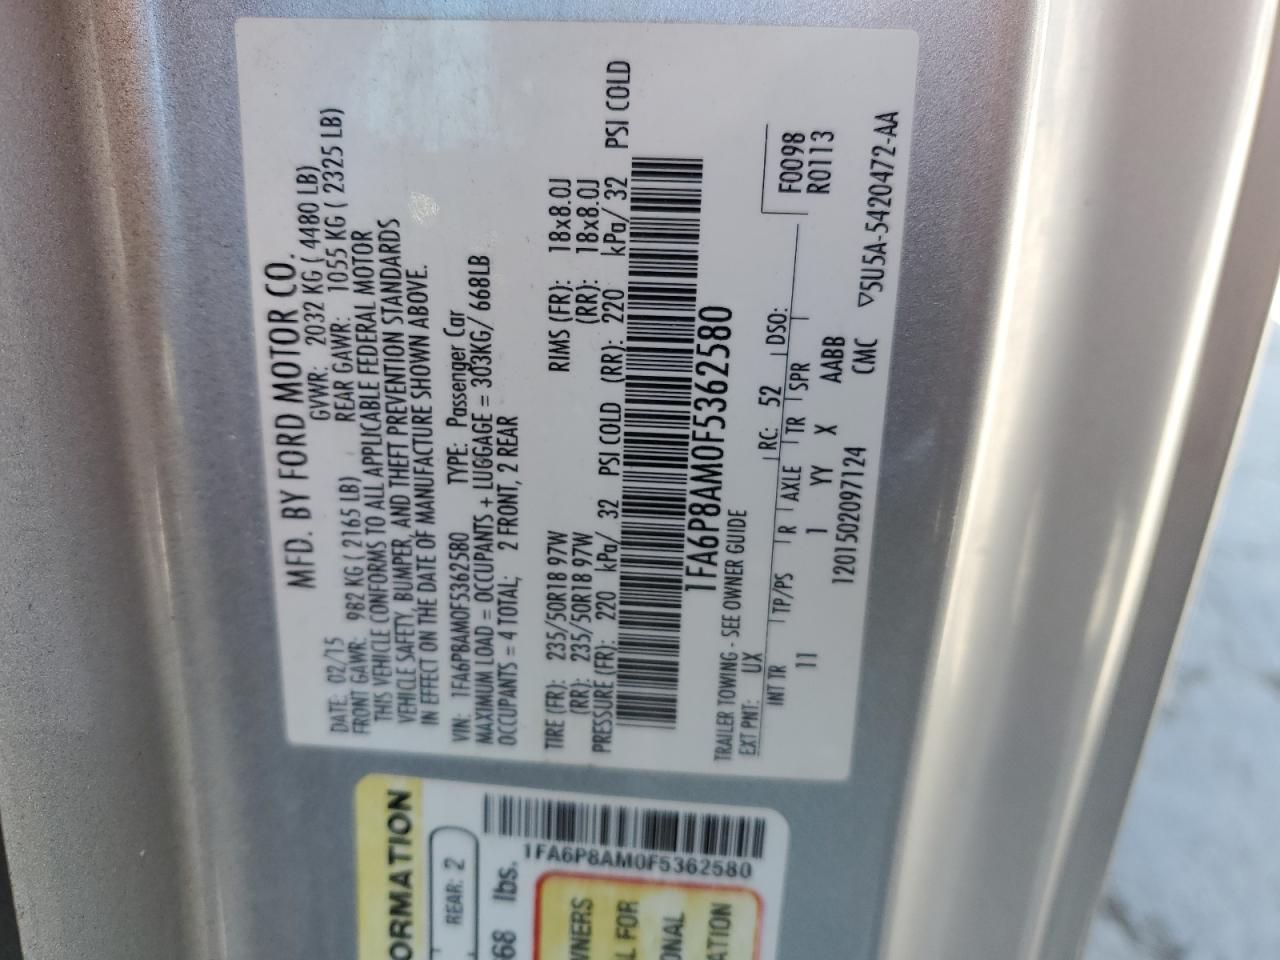 MFD. BY FORD MOTOR CO.
DATE: 02/15 GVWR: 2032 KG ( 4480 LB)
FRONT GAWR: 982 KG ( 2165 LB) REAR GAWR: 1055 KG ( 2325 LB)
THIS VEHICLE CONFORMS TO ALL APPLICABLE FEDERAL MOTOR
VEHICLE SAFETY, BUMPER, AND THEFT PREVENTION STANDARDS
IN EFFECT ON THE DATE OF MANUFACTURE SHOWN ABOVE.
VIN: 1FA6P8AM0F5362580 TYPE: Passenger Car
MAXIMUM LOAD = OCCUPANTS + LUGGAGE = 303KG/ 668LB
OCCUPANTS = 4 TOTAL; 2 FRONT, 2 REAR
TIRE (FR): 235/50R18 97W RIMS (FR): 18x8.0J
(RR): 235/50R18 97W (RR): 18x8.0J
PRESSURE (FR): 220 kPa/ 32 PSI COLD (RR): 220 kPa/ 32 PSI COLD
1FA6P8AM0F5362580
TRAILER TOWING - SEE OWNER GUIDE
EXT PNT: UX RC: 52 DSO: F0098
R0113
INT TR TP/PS R AXLE TR SPR
11 1 YY X AABB
1201502097124 CMC
▽5U5A-5420472-AA
ORMATION
REAR: 2
68 lbs.
1FA6P8AM0F5362580
WNERS
L FOR
ONAL
ATION